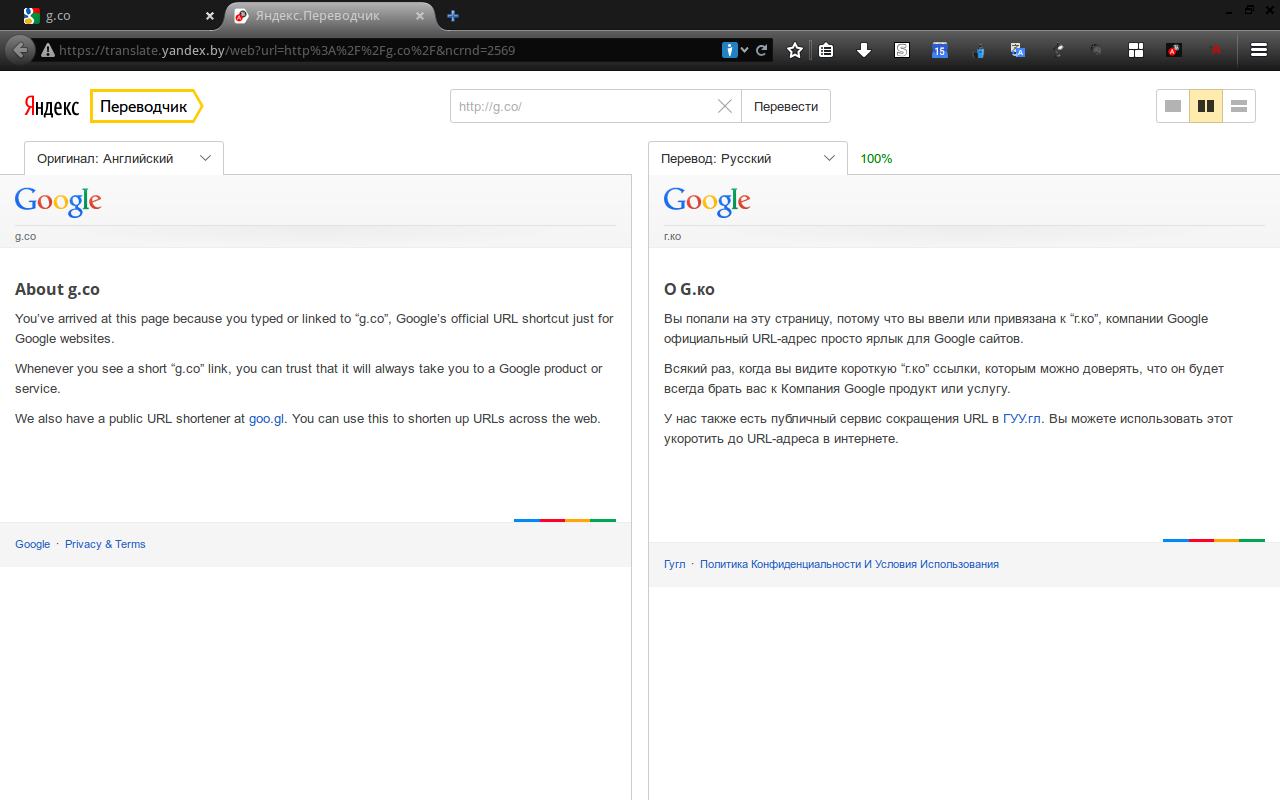 g.co
Яндекс.Переводчик
https://translate.yandex.by/web?url=http%3A%2F%2Fg.co%2F&ncrnd=2569
15
Яндекс Переводчик
http://g.co/
Перевести
Оригинал: Английский
Перевод: Русский
100%
Google
g.co
About g.co
You’ve arrived at this page because you typed or linked to “g.co”, Google’s official URL shortcut just for
Google websites.
Whenever you see a short “g.co” link, you can trust that it will always take you to a Google product or
service.
We also have a public URL shortener at goo.gl. You can use this to shorten up URLs across the web.
Google · Privacy & Terms
Google
г.ко
О G.ко
Вы попали на эту страницу, потому что вы ввели или привязана к “г.ко”, компании Google
официальный URL-адрес просто ярлык для Google сайтов.
Всякий раз, когда вы видите короткую “г.ко” ссылки, которым можно доверять, что он будет
всегда брать вас к Компания Google продукт или услугу.
У нас также есть публичный сервис сокращения URL в ГУУ.гл. Вы можете использовать этот
укоротить до URL-адреса в интернете.
Гугл · Политика Конфиденциальности И Условия Использования